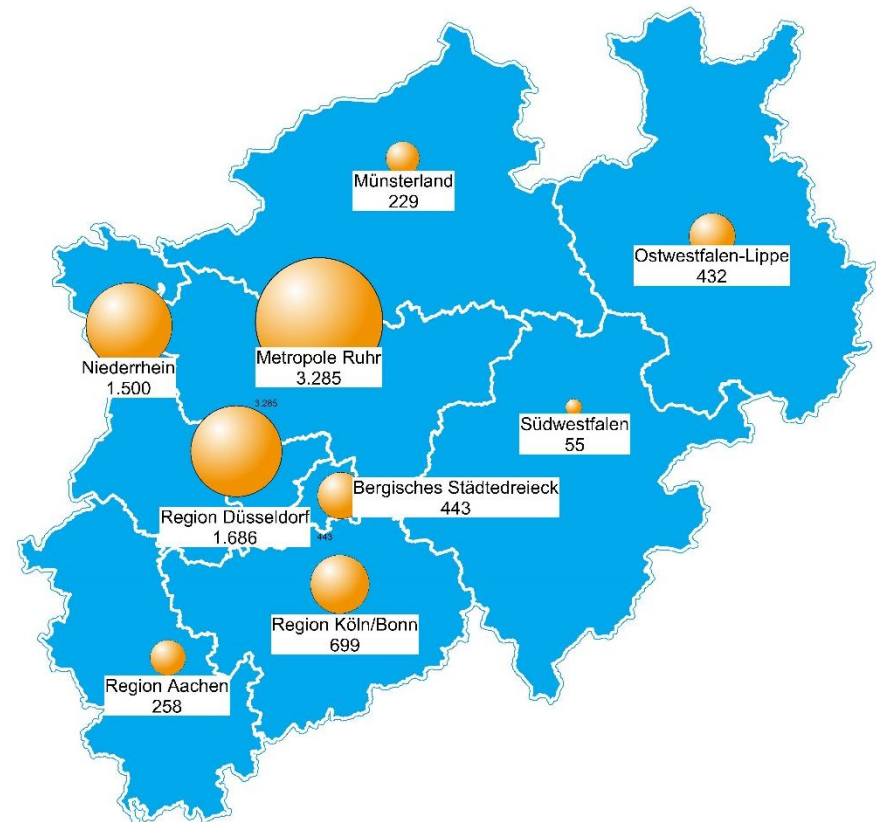 Münsterland
229
Ostwestfalen-Lippe
432
Metropole Ruhr
3.285
Niederrhein
1.500
3.285
Südwestfalen
55
Bergisches Städtedreieck
443
Region Düsseldorf
1.686
443
Region Köln/Bonn
699
Region Aachen
258